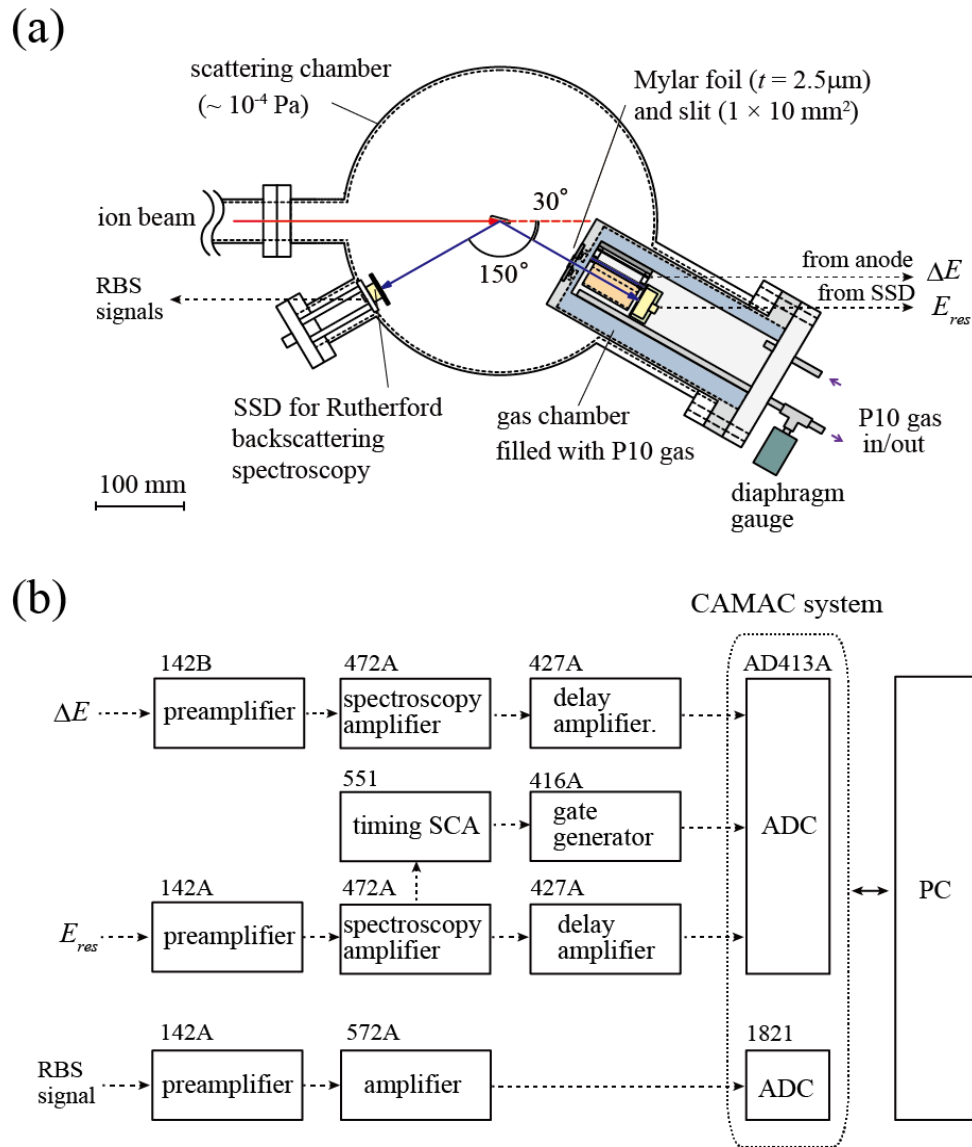 (a)
scattering chamber
(~ 10-4 Pa)
Mylar foil (t = 2.5μm)
and slit (1 × 10 mm2)
ion beam
30°
150°
RBS
signals
from anode
ΔE
from SSD
Eres
SSD for Rutherford
backscattering
spectroscopy
gas chamber
filled with P10 gas
P10 gas
in/out
diaphragm
gauge
100 mm
(b)
CAMAC system
142B
472A
427A
AD413A
ΔE
preamplifier
spectroscopy
amplifier
delay
amplifier.
551
416A
timing SCA
gate
generator
ADC
142A
472A
427A
PC
Eres
preamplifier
spectroscopy
amplifier
delay
amplifier
142A
572A
1821
RBS
signal
preamplifier
amplifier
ADC